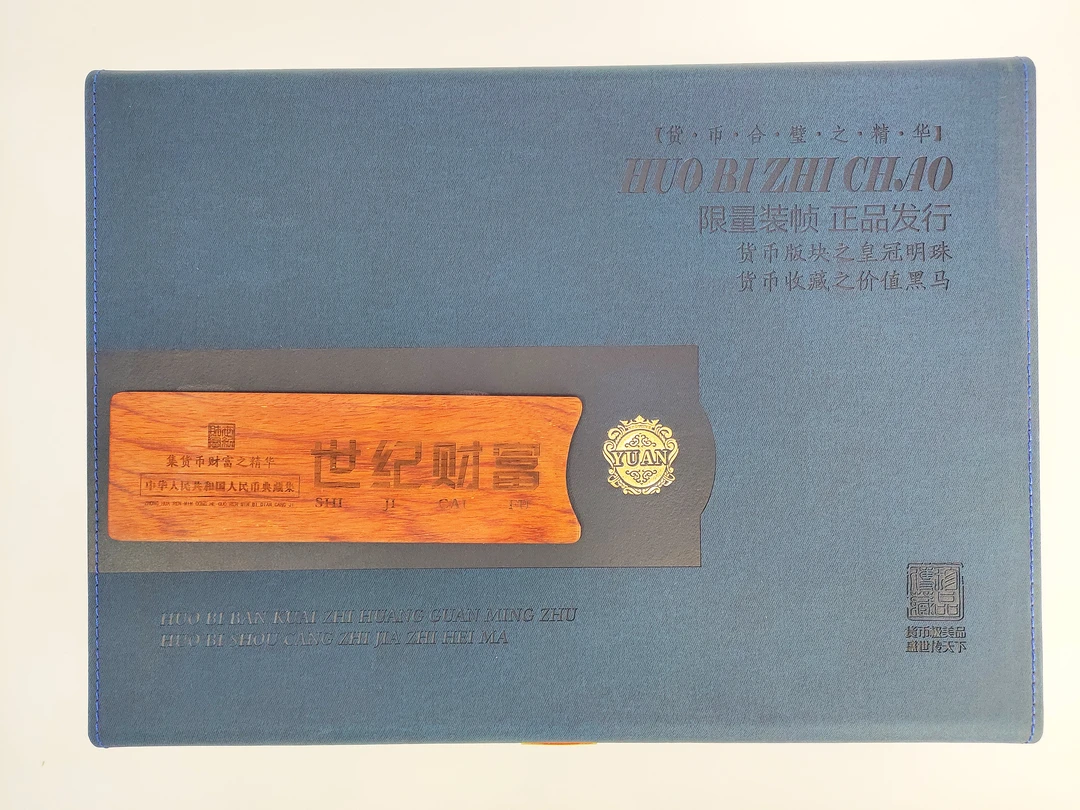 【货·币·合·璧·之·精·华】
HUO BI ZHI CHAO
限量装帧 正品发行
货币版块之皇冠明珠
货币收藏之价值黑马
集货币财富之精华
中华人民共和国人民币典藏集
世纪财富
SHI JI CAI FU
YUAN
HUO BI BAN KUAI ZHI HUANG GUAN MING ZHU
HUO BI SHOU CANG ZHI JIA ZHI HEI MA
珍品
货币极美品
盛世传天下